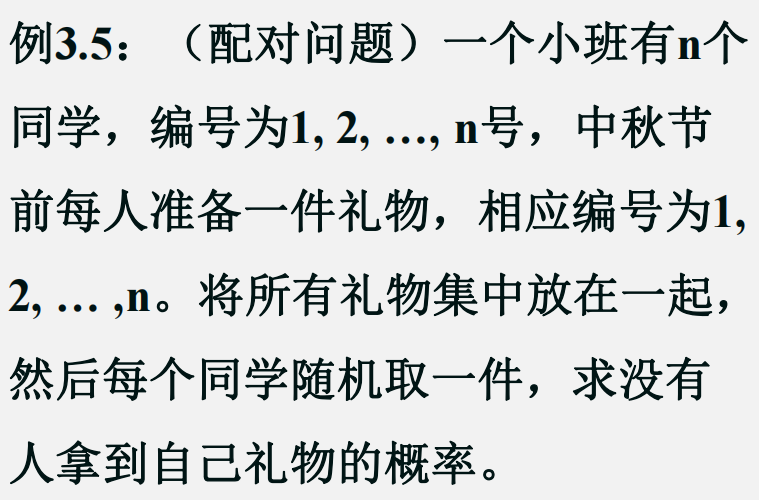 例3.5：（配对问题）一个小班有n个
同学，编号为1, 2, …, n号，中秋节
前每人准备一件礼物，相应编号为1,
2, … ,n。将所有礼物集中放在一起，
然后每个同学随机取一件，求没有
人拿到自己礼物的概率。